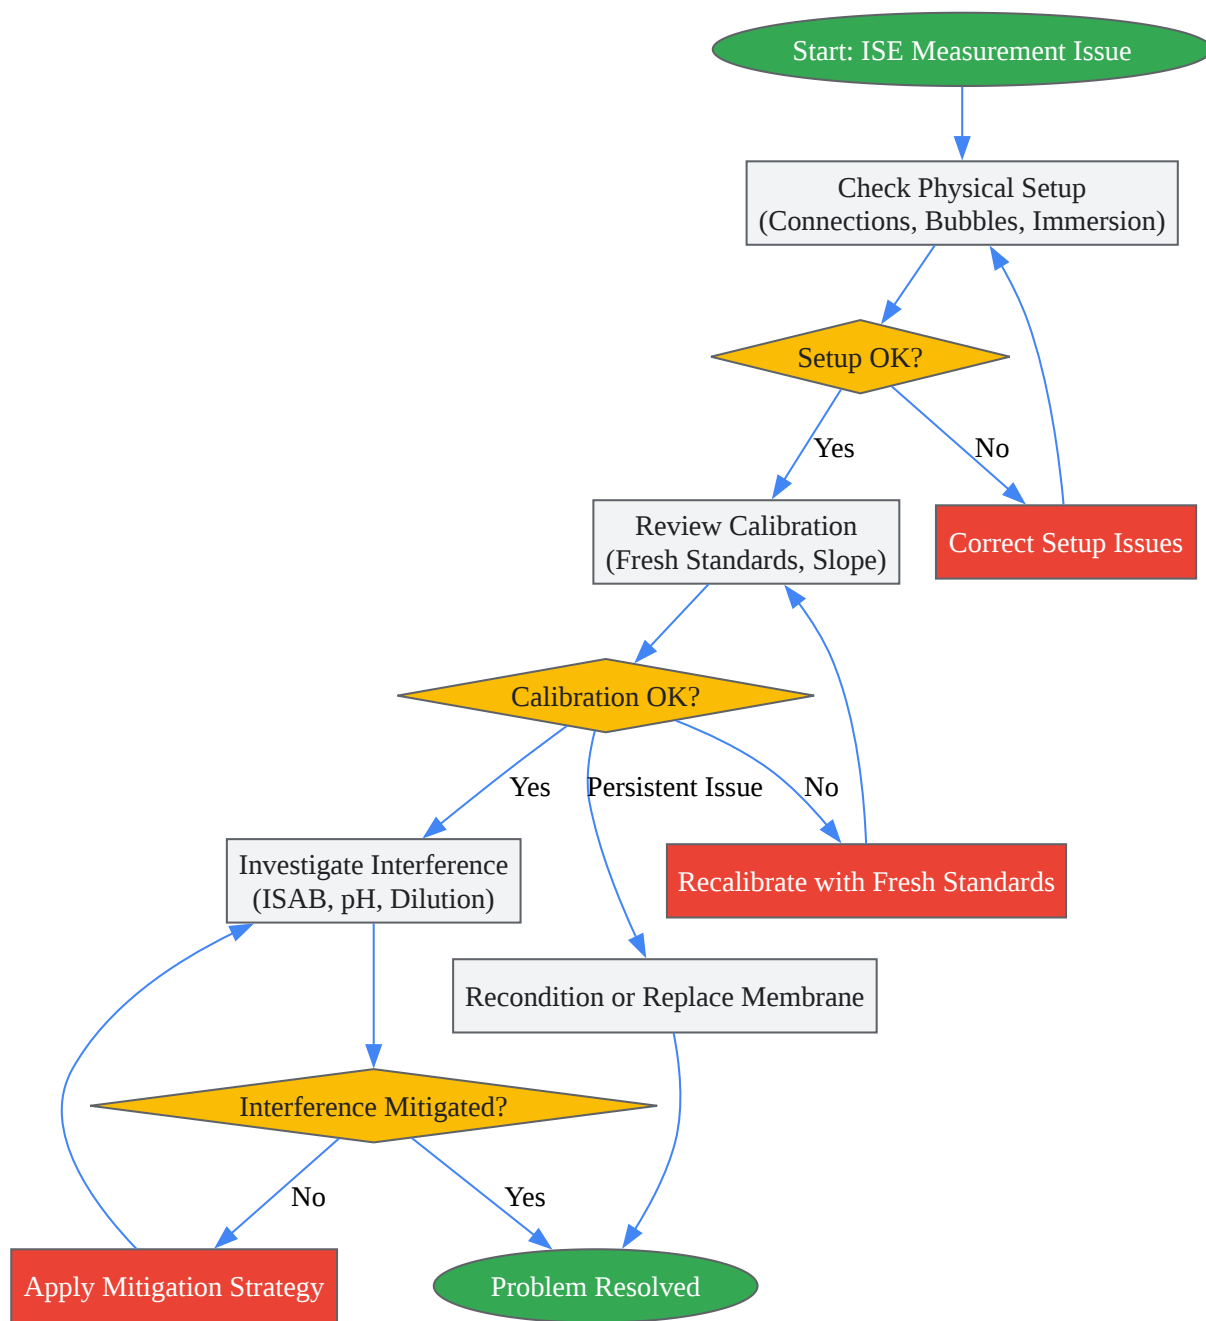 Start: ISE Measurement Issue
Check Physical Setup
(Connections, Bubbles, Immersion)
Setup OK?
Yes
No
Review Calibration
(Fresh Standards, Slope)
Correct Setup Issues
Calibration OK?
Yes
Persistent Issue
No
Investigate Interference
(ISAB, pH, Dilution)
Recalibrate with Fresh Standards
Recondition or Replace Membrane
Interference Mitigated?
No
Yes
Apply Mitigation Strategy
Problem Resolved